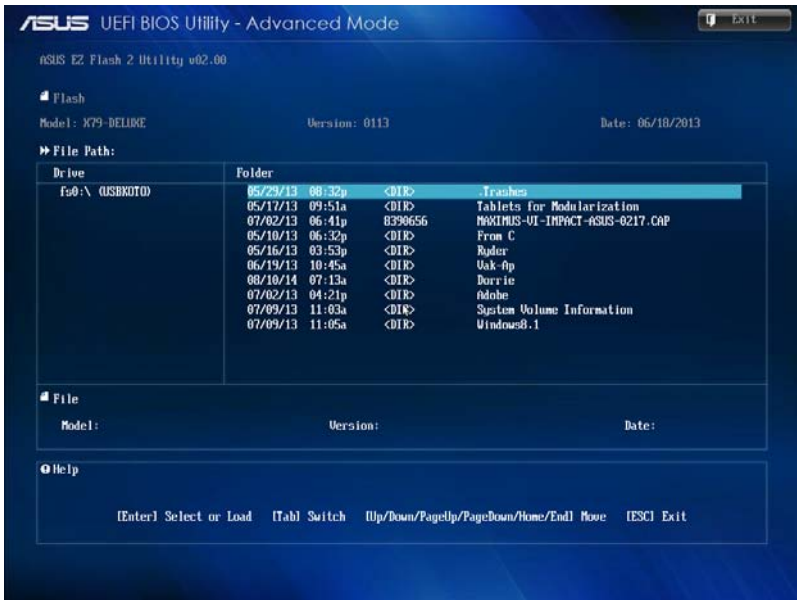 ASUS UEFI BIOS Utility - Advanced Mode
Exit
ASUS EZ Flash 2 Utility v02.00
Flash
Model: X79-DELUXE Version: 0113 Date: 06/18/2013
File Path:
Drive Folder
fs0:\ (USBKOTO) 05/29/13 08:32p <DIR> .Trashes
05/17/13 09:51a <DIR> Tablets for Modularization
07/02/13 06:41p 8390656 MAXIMUS-VI-IMPACT-ASUS-0217.CAP
05/10/13 06:32p <DIR> From C
05/16/13 03:53p <DIR> Ryder
06/19/13 10:45a <DIR> Vak-Ap
08/10/14 07:13a <DIR> Dorrie
07/02/13 04:21p <DIR> Adobe
07/09/13 11:03a <DIR> System Volume Information
07/09/13 11:05a <DIR> Windows8.1
File
Model: Version: Date:
Help
[Enter] Select or Load [Tab] Switch [Up/Down/PageUp/PageDown/Home/End] Move [ESC] Exit